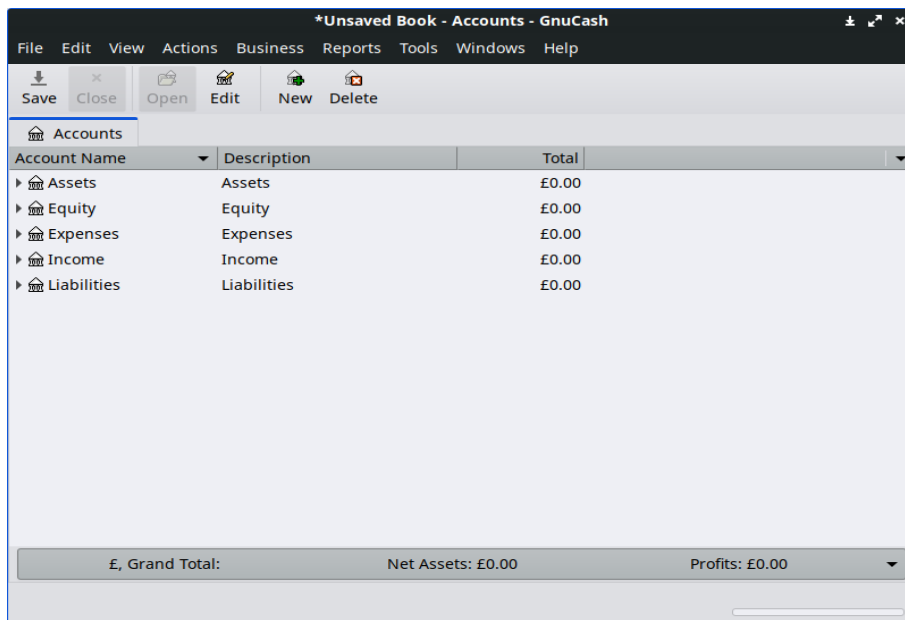 *Unsaved Book - Accounts - GnuCash
File Edit View Actions Business Reports Tools Windows Help
Save Close Open Edit New Delete
Accounts
Account Name Description Total
Assets Assets £0.00
Equity Equity £0.00
Expenses Expenses £0.00
Income Income £0.00
Liabilities Liabilities £0.00
£, Grand Total: Net Assets: £0.00 Profits: £0.00